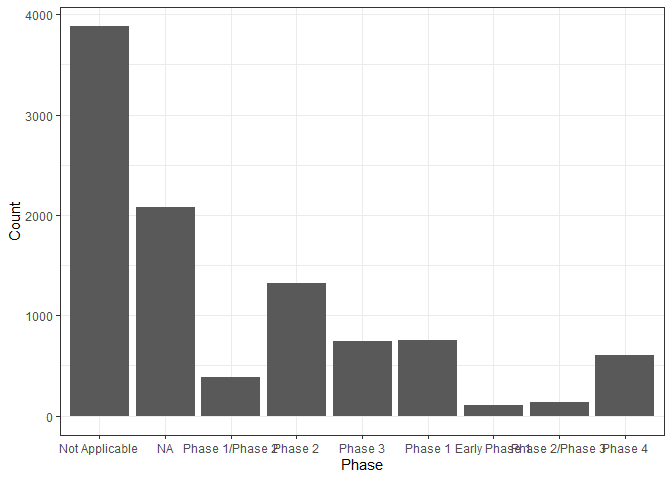 4000
3000
2000
1000
0
Count
Not Applicable
NA
Phase 1/Phase 2
Phase 2
Phase 3
Phase 1
Early Phase 1
Phase 2/Phase 3
Phase 4
Phase